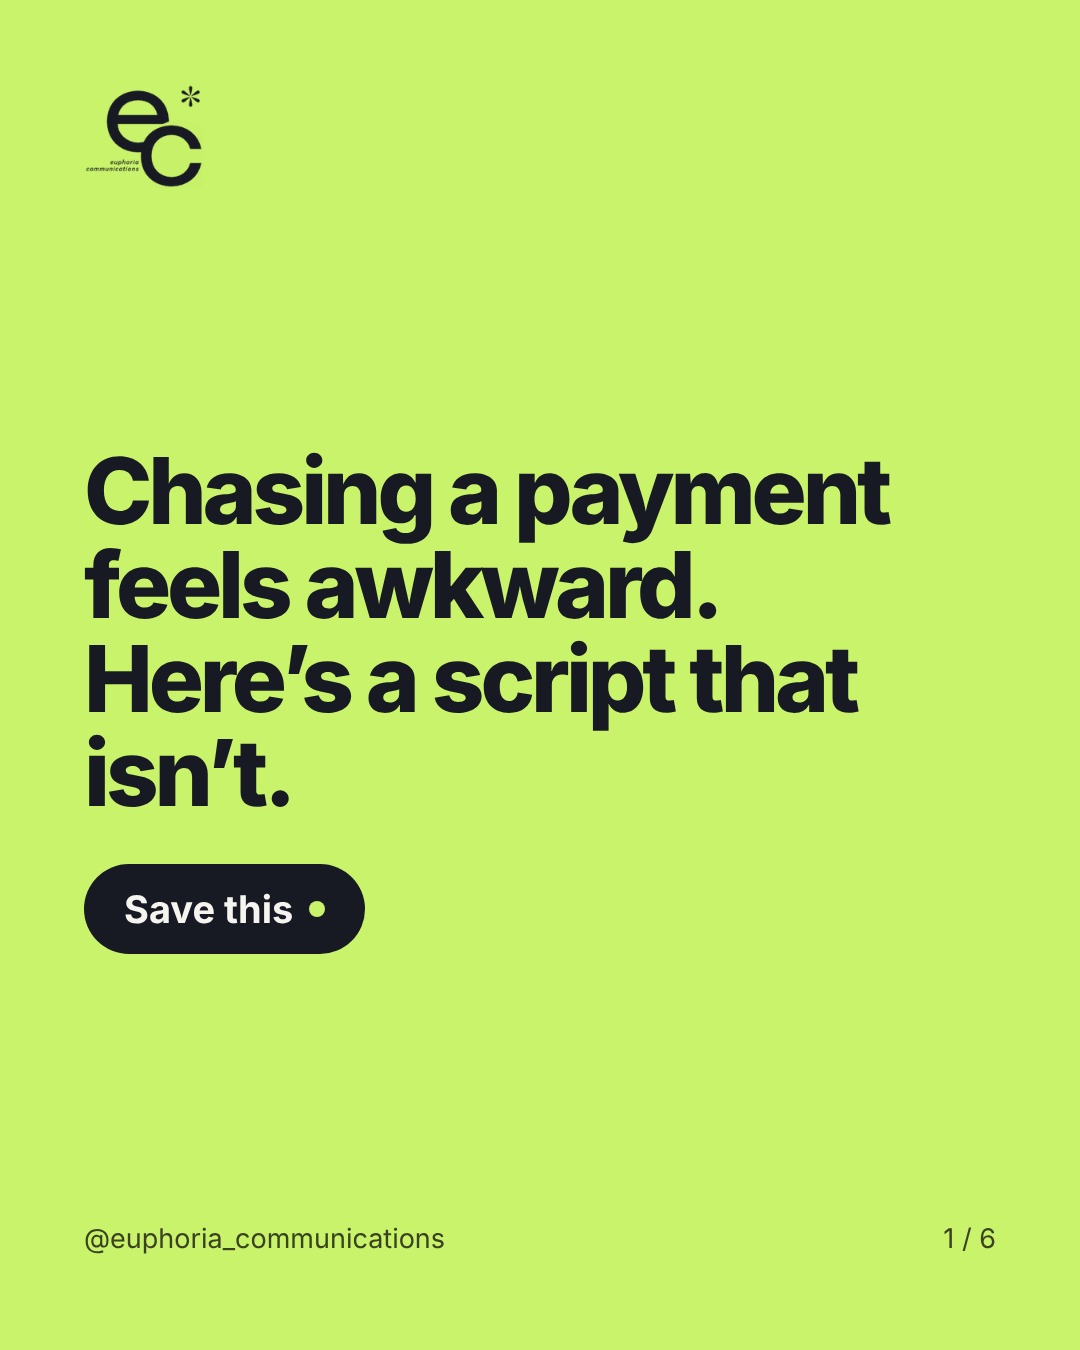 ec*
euphoria
communications
Chasing a payment
feels awkward.
Here’s a script that
isn’t.
Save this
@euphoria_communications
1 / 6